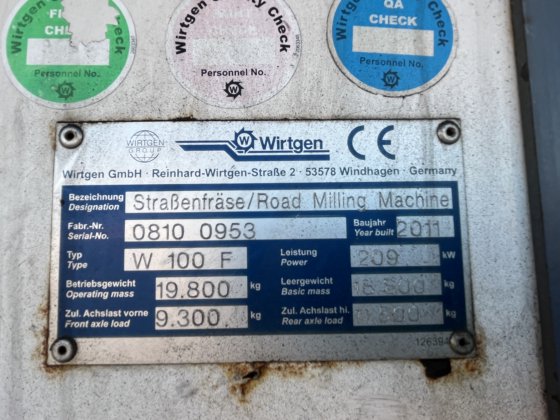 FI
CHE
Personnel No.
Wirtgen Quality Check
Personnel No.
Wirtgen
QA
CHECK
Check
Personnel No.
WIRTGEN
GROUP
Wirtgen
CE
Wirtgen GmbH · Reinhard-Wirtgen-Straße 2 · 53578 Windhagen · Germany
Bezeichnung
Designation
Straßenfräse/Road Milling Machine
Fabr.-Nr.
Serial-No.
0810 0953
Baujahr
Year built
2011
Typ
Type
W 100 F
Leistung
Power
209
kW
Betriebsgewicht
Operating mass
19.800
kg
Leergewicht
Basic mass
kg
Zul. Achslast vorne
Front axle load
9.300
kg
Zul. Achslast hi.
Rear axle load
kg